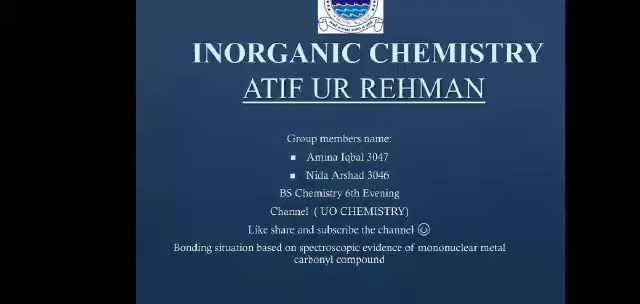 INORGANIC CHEMISTRY
ATIF UR REHMAN
Group members name:
▪ Amina Iqbal 3047
▪ Nida Arshad 3046
BS Chemistry 6th Evening
Channel ( UO CHEMISTRY)
Like share and subscribe the channel ☺
Bonding situation based on spectroscopic evidence of mononuclear metal
carbonyl compound